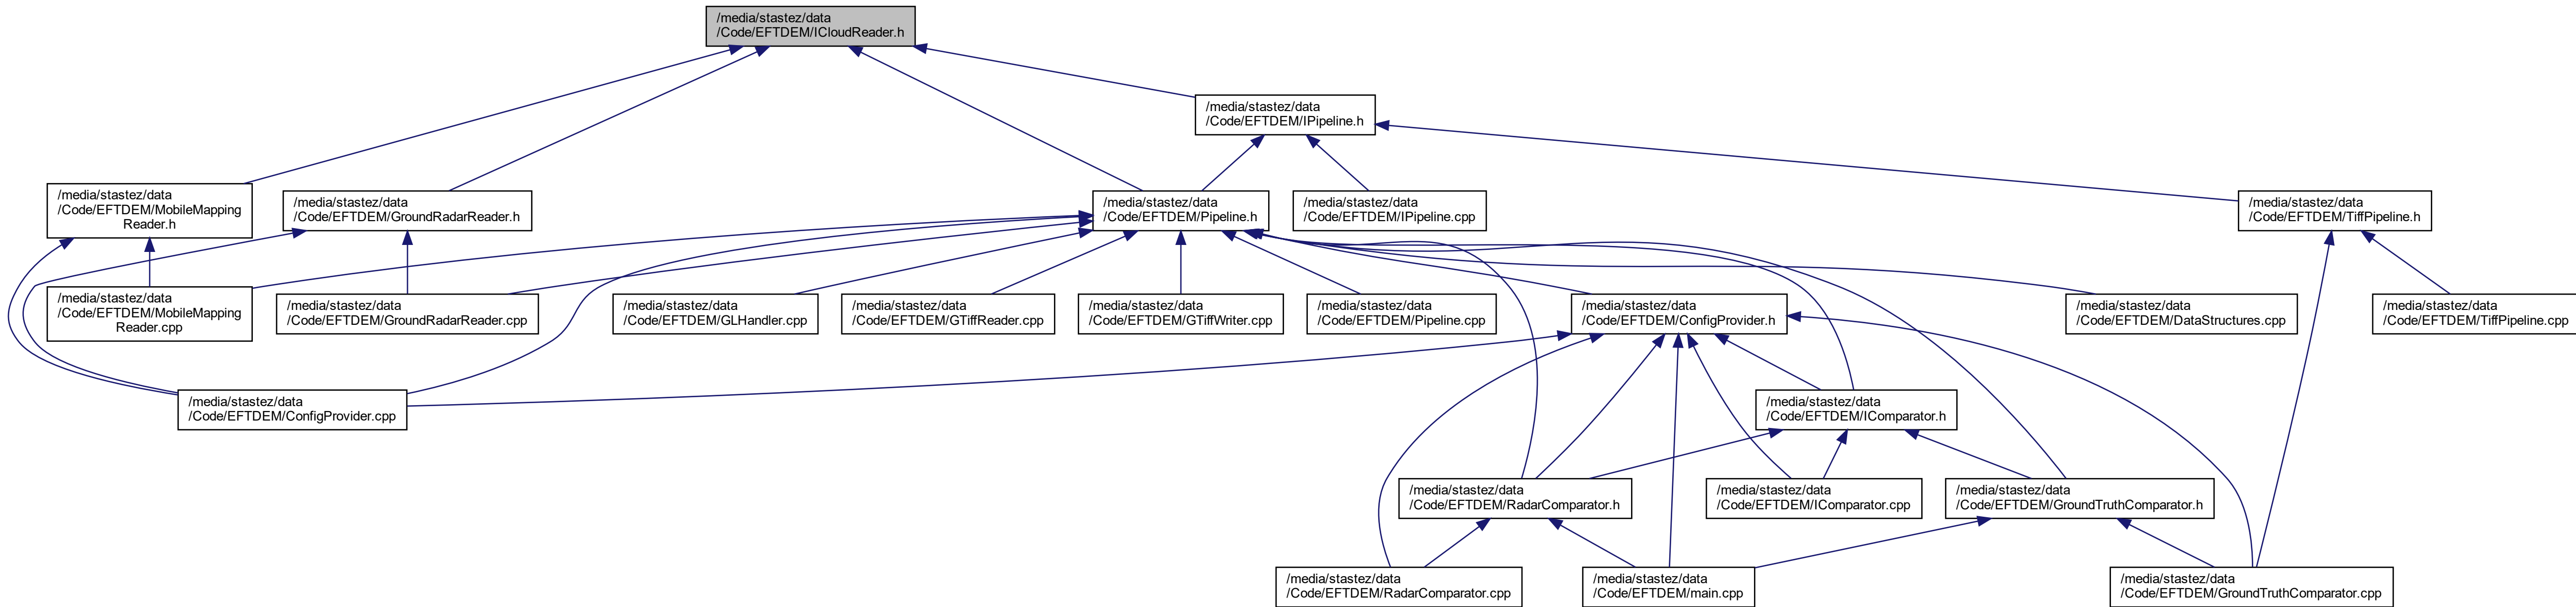 /media/stastez/data
/Code/EFTDEM/ICloudReader.h
/media/stastez/data
/Code/EFTDEM/IPipeline.h
/media/stastez/data
/Code/EFTDEM/MobileMapping
Reader.h
/media/stastez/data
/Code/EFTDEM/GroundRadarReader.h
/media/stastez/data
/Code/EFTDEM/Pipeline.h
/media/stastez/data
/Code/EFTDEM/IPipeline.cpp
/media/stastez/data
/Code/EFTDEM/TiffPipeline.h
/media/stastez/data
/Code/EFTDEM/MobileMapping
Reader.cpp
/media/stastez/data
/Code/EFTDEM/GroundRadarReader.cpp
/media/stastez/data
/Code/EFTDEM/GLHandler.cpp
/media/stastez/data
/Code/EFTDEM/GTiffReader.cpp
/media/stastez/data
/Code/EFTDEM/GTiffWriter.cpp
/media/stastez/data
/Code/EFTDEM/Pipeline.cpp
/media/stastez/data
/Code/EFTDEM/ConfigProvider.h
/media/stastez/data
/Code/EFTDEM/DataStructures.cpp
/media/stastez/data
/Code/EFTDEM/TiffPipeline.cpp
/media/stastez/data
/Code/EFTDEM/ConfigProvider.cpp
/media/stastez/data
/Code/EFTDEM/IComparator.h
/media/stastez/data
/Code/EFTDEM/RadarComparator.h
/media/stastez/data
/Code/EFTDEM/IComparator.cpp
/media/stastez/data
/Code/EFTDEM/GroundTruthComparator.h
/media/stastez/data
/Code/EFTDEM/RadarComparator.cpp
/media/stastez/data
/Code/EFTDEM/main.cpp
/media/stastez/data
/Code/EFTDEM/GroundTruthComparator.cpp